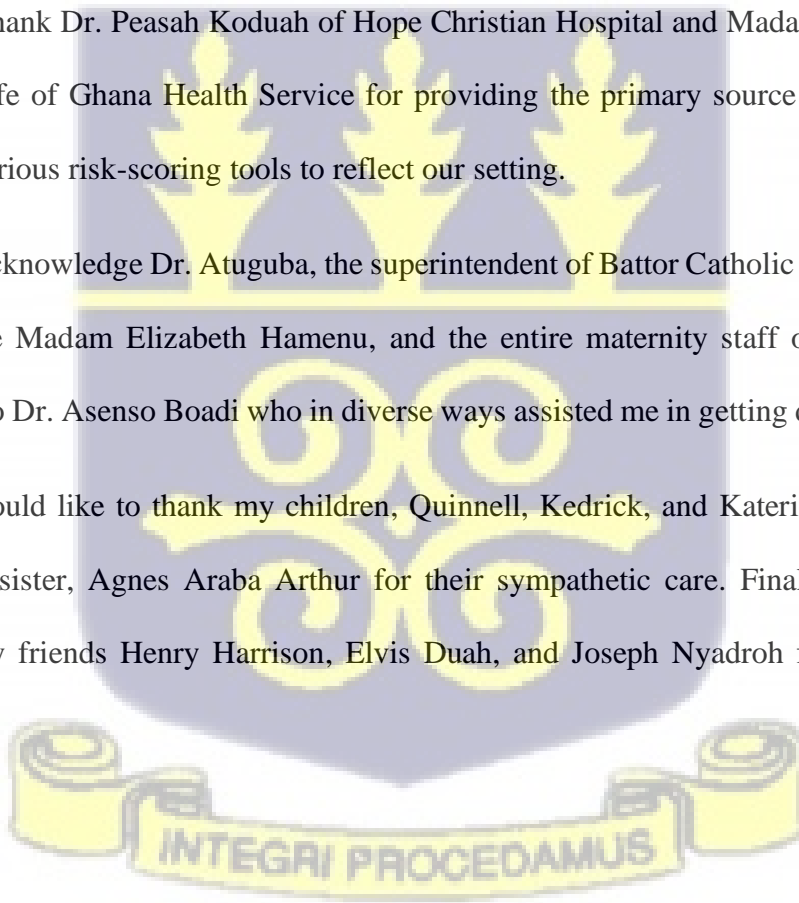 hank Dr. Peasah Koduah of Hope Christian Hospital and Mada
fe of Ghana Health Service for providing the primary source
rious risk-scoring tools to reflect our setting.
cknowledge Dr. Atuguba, the superintendent of Battor Catholic
e Madam Elizabeth Hamenu, and the entire maternity staff o
o Dr. Asenso Boadi who in diverse ways assisted me in getting
ould like to thank my children, Quinnell, Kedrick, and Kateri
sister, Agnes Araba Arthur for their sympathetic care. Final
y friends Henry Harrison, Elvis Duah, and Joseph Nyadroh
INTEGRI PROCEDAMUS